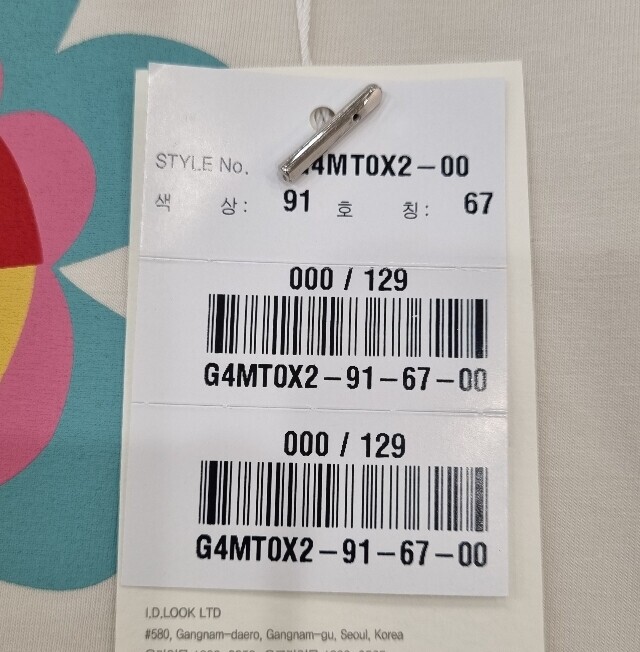 STYLE No. G4MT0X2-00
색 상: 91 호 칭: 67
000 / 129
G4MT0X2-91-67-00
000 / 129
G4MT0X2-91-67-00
I.D.LOOK LTD
#580, Gangnam-daero, Gangnam-gu, Seoul, Korea